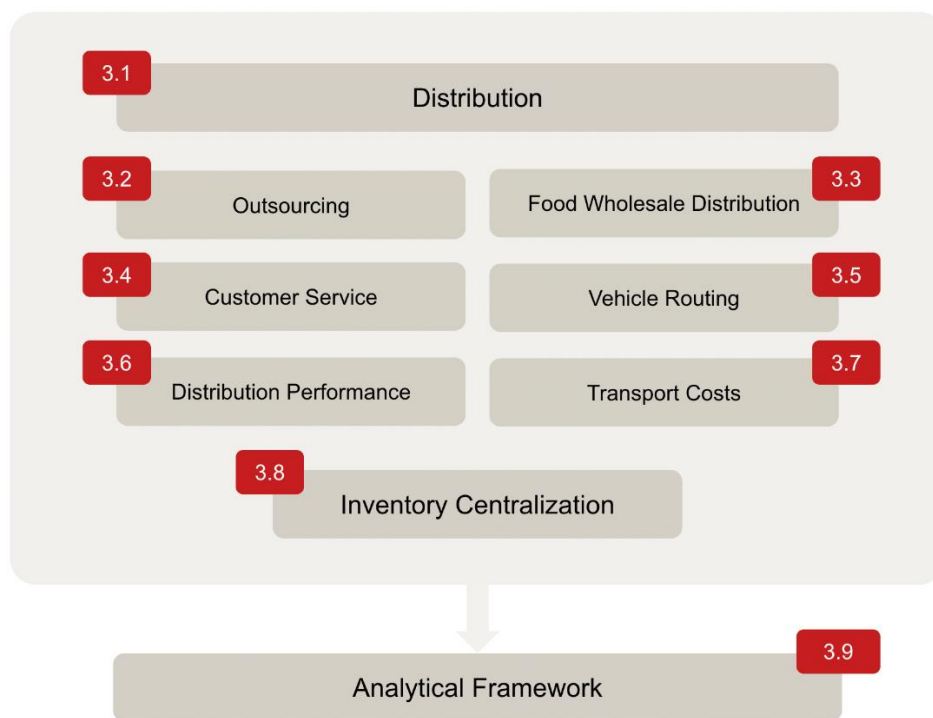 3.1
Distribution
3.2
Outsourcing
3.3
Food Wholesale Distribution
3.4
Customer Service
3.5
Vehicle Routing
3.6
Distribution Performance
3.7
Transport Costs
3.8
Inventory Centralization
3.9
Analytical Framework